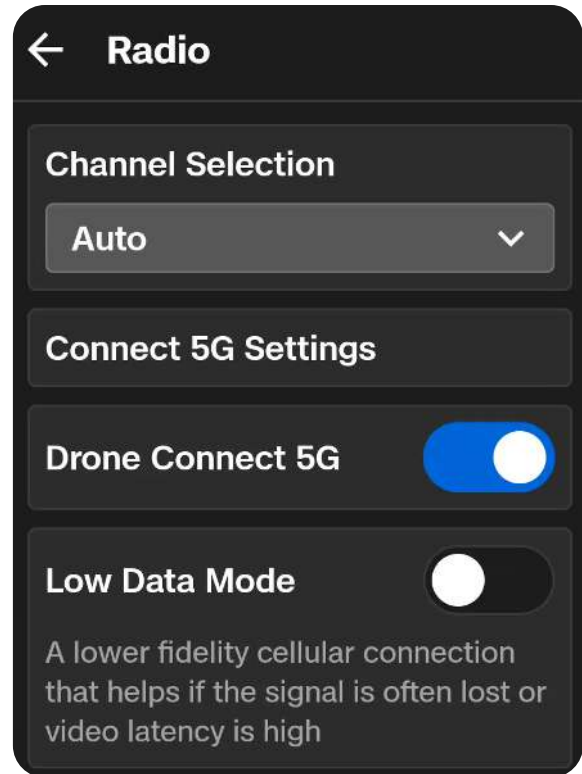 Radio
Channel Selection
Auto
Connect 5G Settings
Drone Connect 5G
Low Data Mode
A lower fidelity cellular connection
that helps if the signal is often lost or
video latency is high